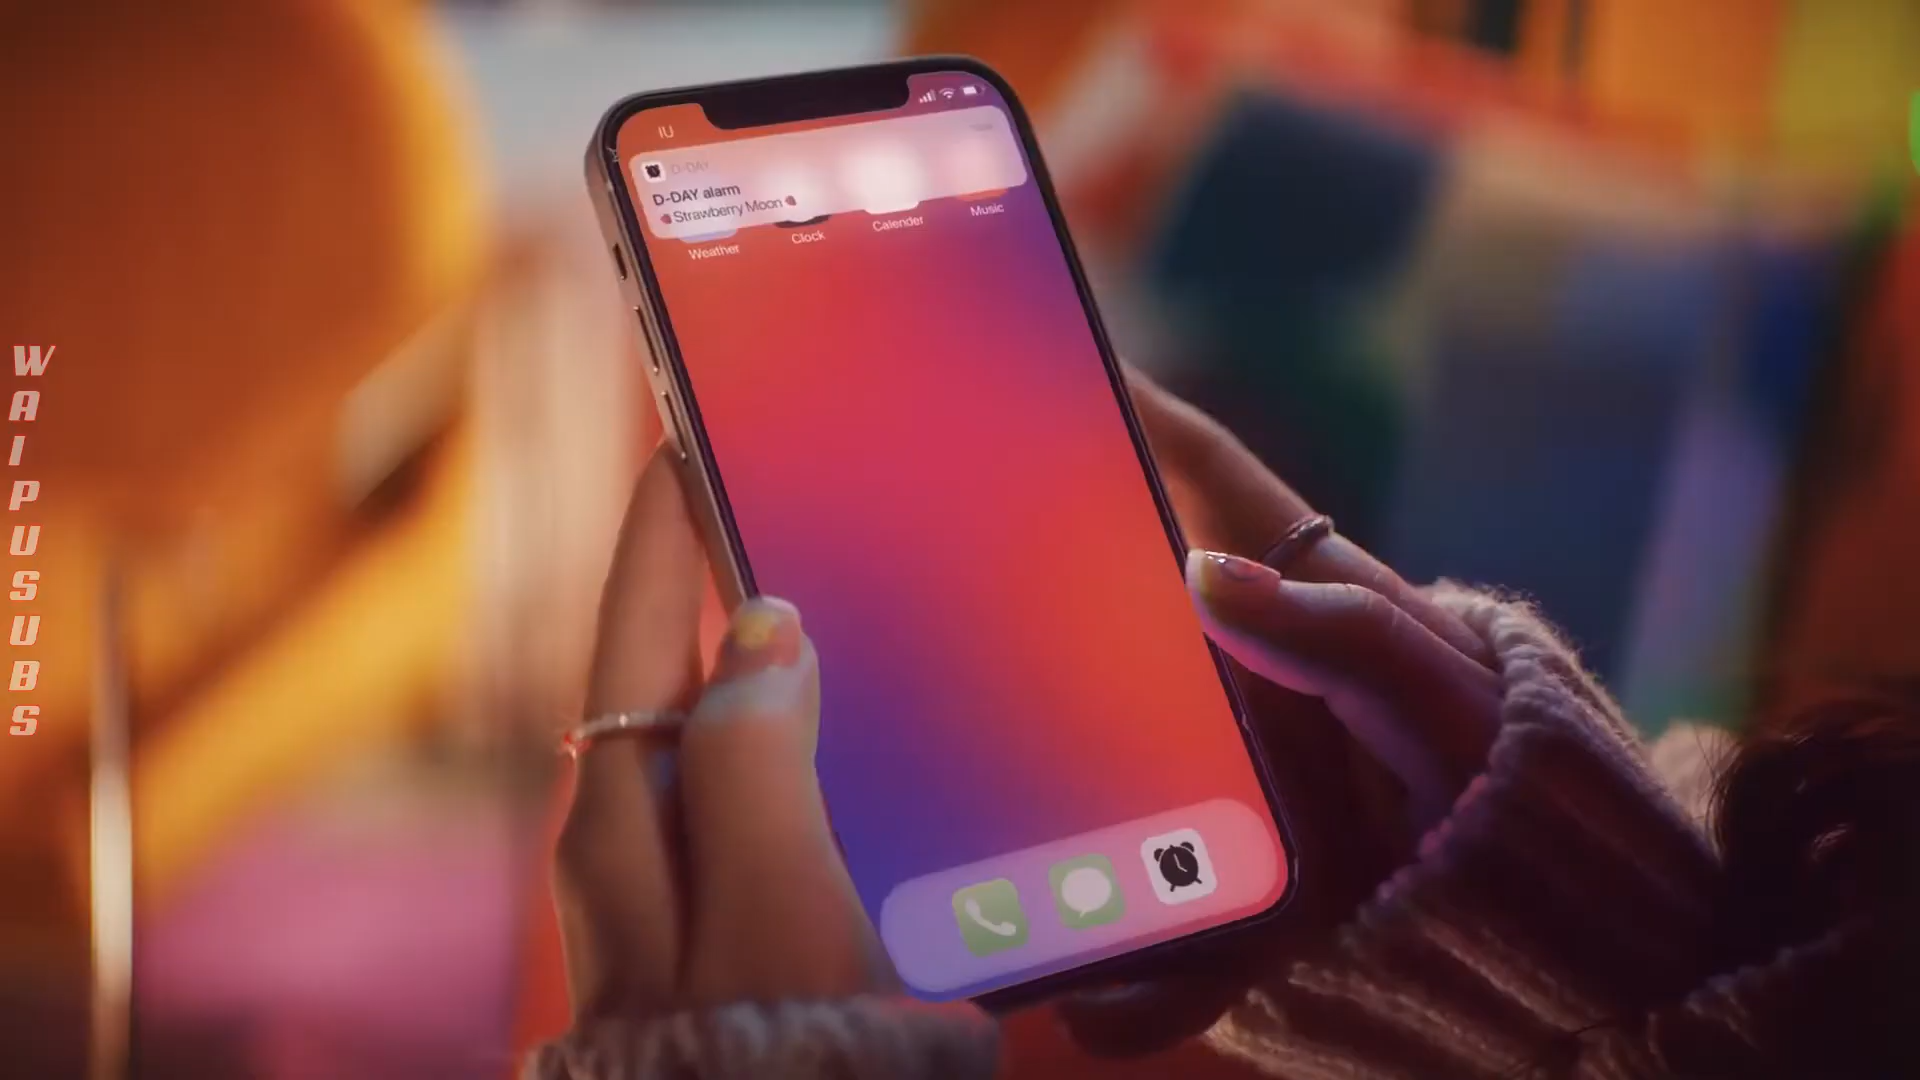 IU
D-DAY
D-DAY alarm
Strawberry Moon
Weather
Clock
Calender
Music
WAIPUSUBS